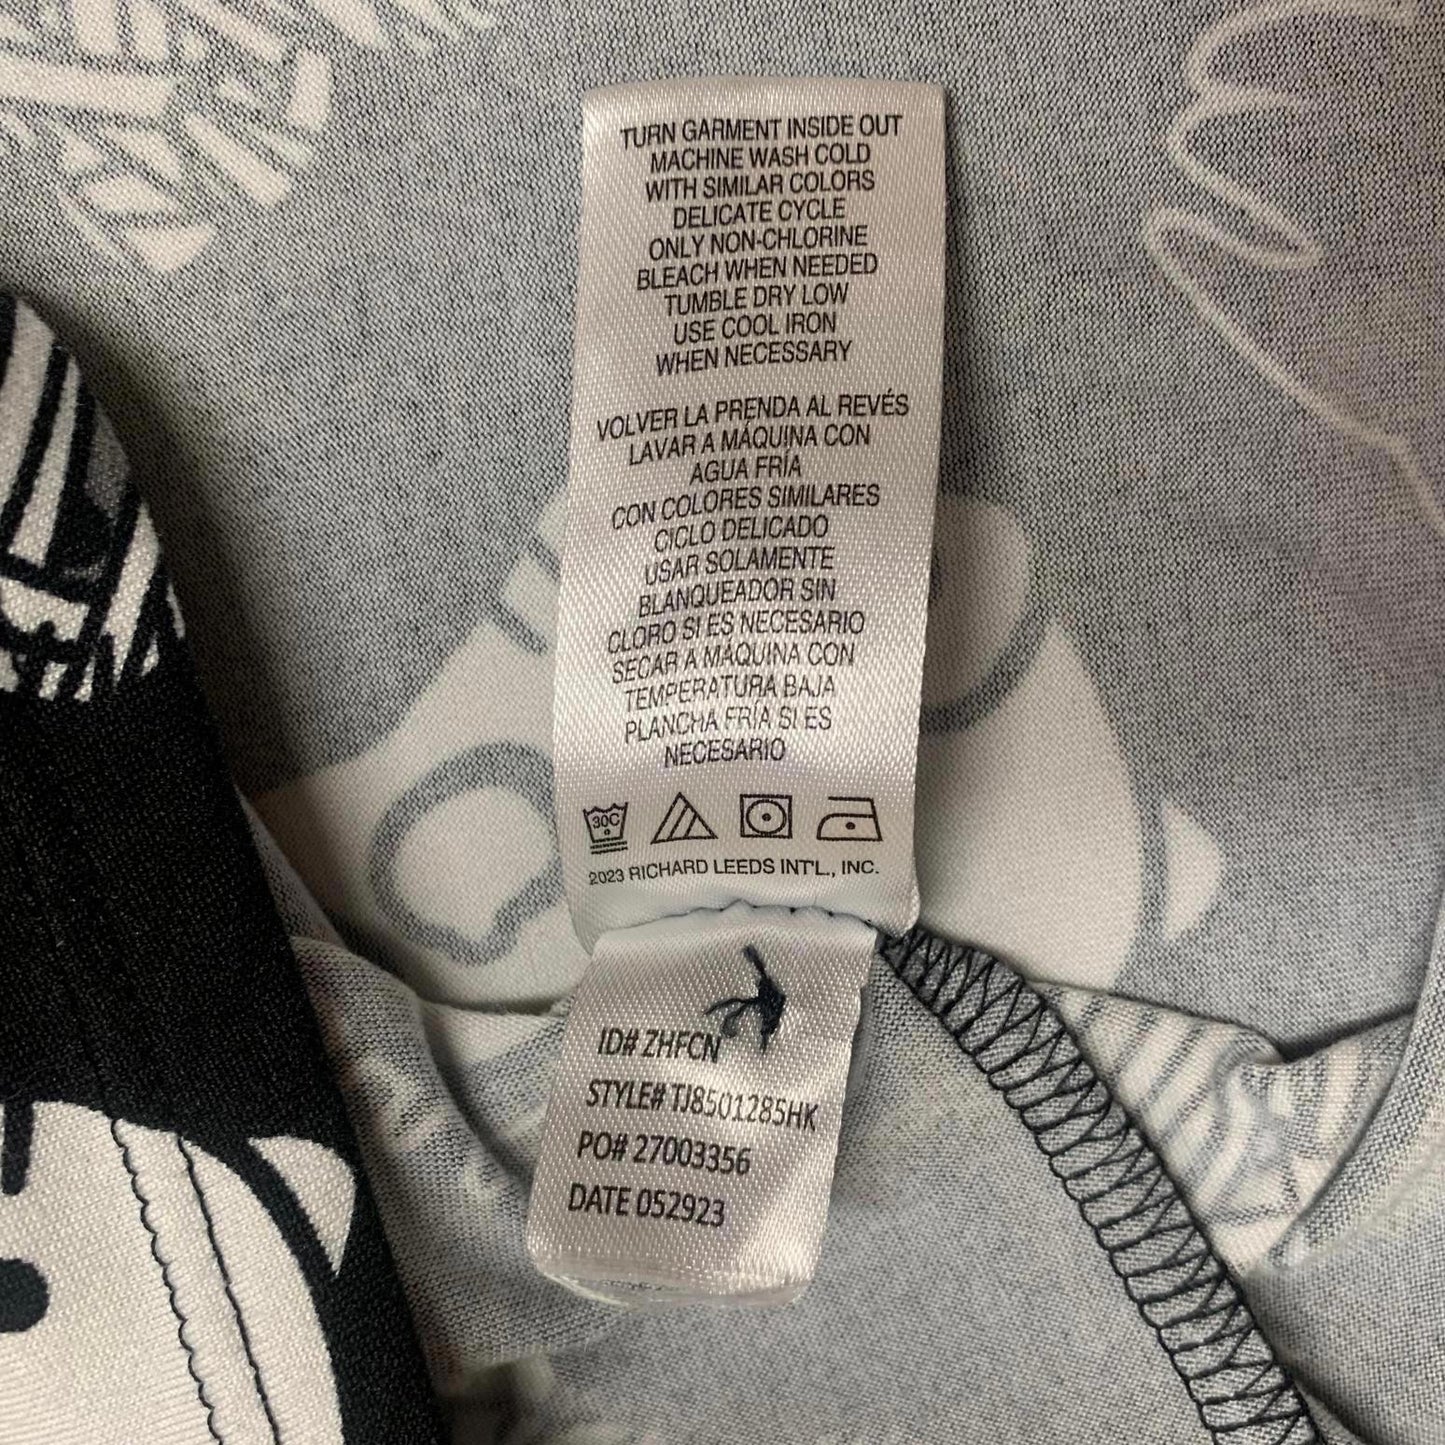 TURN GARMENT INSIDE OUT
MACHINE WASH COLD
WITH SIMILAR COLORS
DELICATE CYCLE
ONLY NON-CHLORINE
BLEACH WHEN NEEDED
TUMBLE DRY LOW
USE COOL IRON
WHEN NECESSARY
VOLVER LA PRENDA AL REVÉS
LAVAR A MÁQUINA CON
AGUA FRÍA
CON COLORES SIMILARES
CICLO DELICADO
USAR SOLAMENTE
BLANQUEADOR SIN
CLORO SI ES NECESARIO
SECAR A MÁQUINA CON
TEMPERATURA BAJA
PLANCHA FRÍA SI ES
NECESARIO
30C
2023 RICHARD LEEDS INT'L., INC.
ID# ZHFCN
STYLE# TJ8501285HK
PO# 27003356
DATE 052923